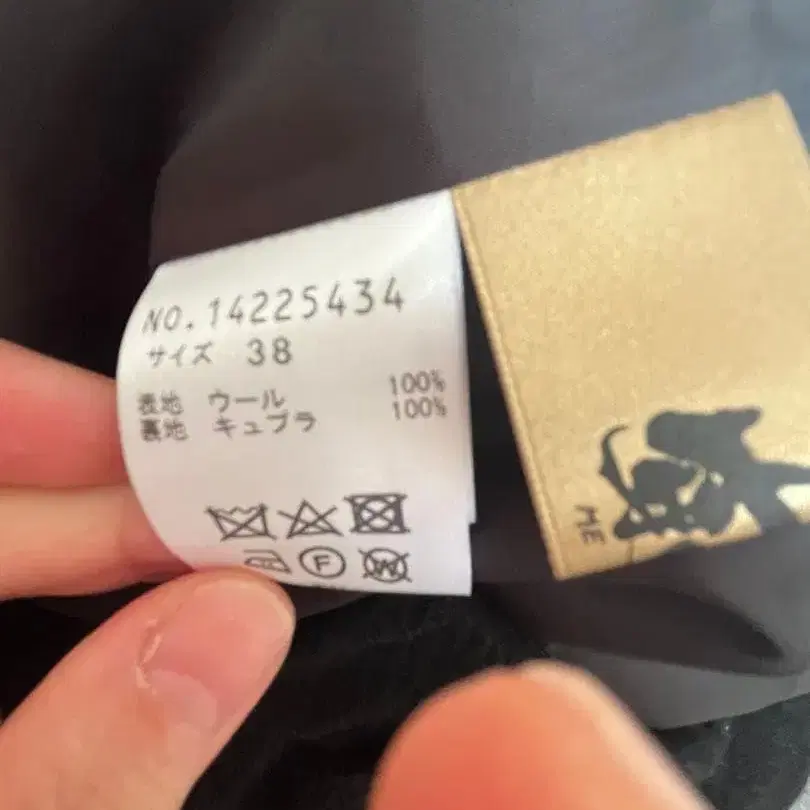 NO.14225434
サイズ 38
表地 ウール 100%
裏地 キュプラ 100%
F W
ME